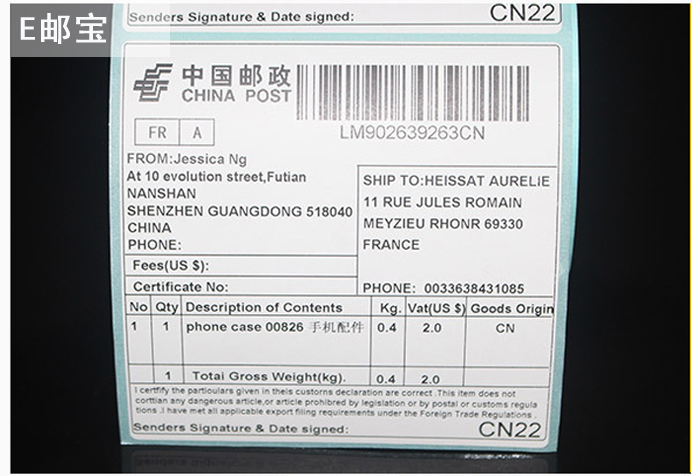 E邮宝
Senders Signature & Date signed: CN22
中国邮政
CHINA POST
LM902639263CN
FR A
FROM:Jessica Ng
At 10 evolution street,Futian
NANSHAN
SHENZHEN GUANGDONG 518040
CHINA
PHONE:
SHIP TO:HEISSAT AURELIE
11 RUE JULES ROMAIN
MEYZIEU RHONR 69330
FRANCE
PHONE: 0033638431085
Fees(US $):
Certificate No:
No Qty Description of Contents Kg. Vat(US $) Goods Origin
1 1 phone case 00826 手机配件 0.4 2.0 CN
1 Totai Gross Weight(kg). 0.4 2.0
I certfify the particulars given in theis customs declaration are correct .This item does not
corttian any dangerous article,or article prohibred by legislation or by postal or customs regula
tions .I have met all applicable export filing requirements under the Foreign Trade Regulations .
Senders Signature & Date signed: CN22